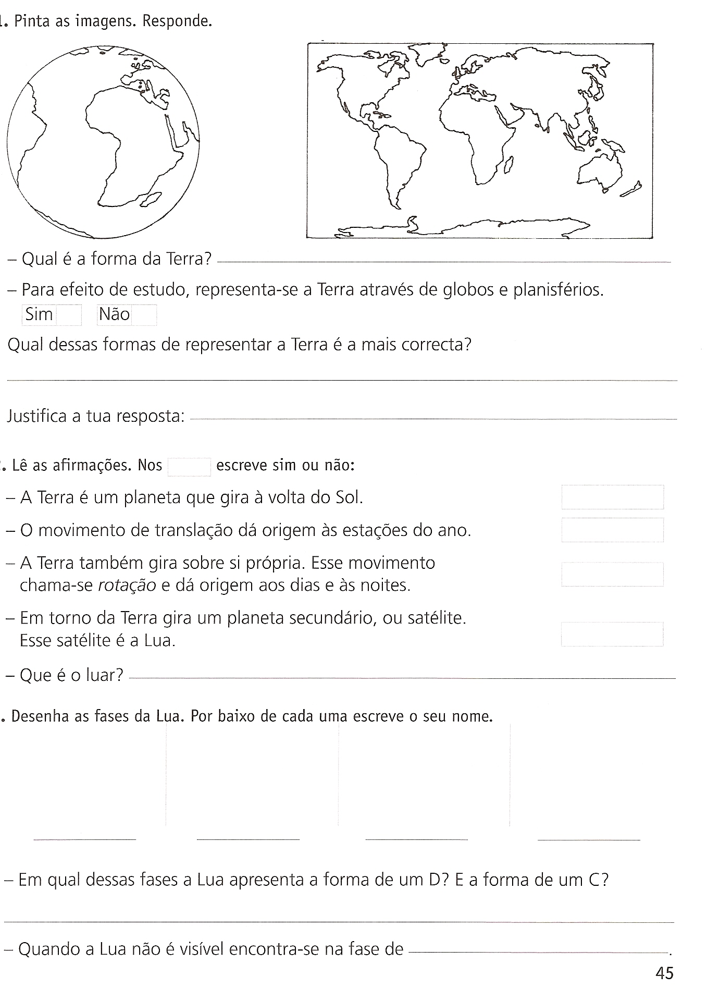 1. Pinta as imagens. Responde.
– Qual é a forma da Terra?
– Para efeito de estudo, representa-se a Terra através de globos e planisférios.
Sim Não
Qual dessas formas de representar a Terra é a mais correcta?
Justifica a tua resposta:
. Lê as afirmações. Nos escreve sim ou não:
– A Terra é um planeta que gira à volta do Sol.
– O movimento de translação dá origem às estações do ano.
– A Terra também gira sobre si própria. Esse movimento
chama-se rotação e dá origem aos dias e às noites.
– Em torno da Terra gira um planeta secundário, ou satélite.
Esse satélite é a Lua.
– Que é o luar?
. Desenha as fases da Lua. Por baixo de cada uma escreve o seu nome.
– Em qual dessas fases a Lua apresenta a forma de um D? E a forma de um C?
– Quando a Lua não é visível encontra-se na fase de .
45